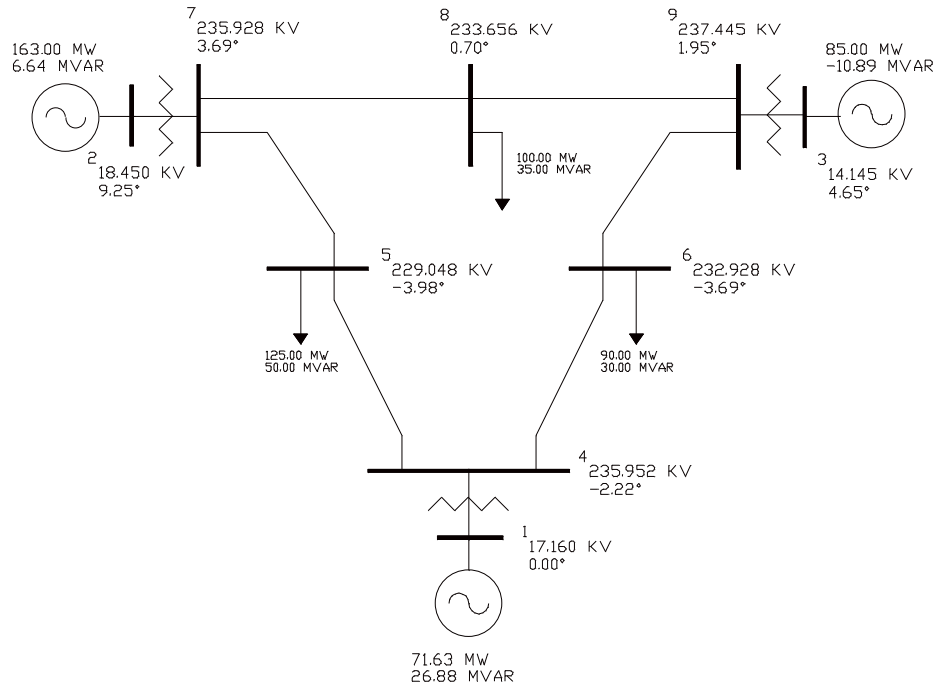 7
235.928 KV
3.69°
8
233.656 KV
0.70°
9
237.445 KV
1.95°
163.00 MW
6.64 MVAR
85.00 MW
-10.89 MVAR
2
18.450 KV
9.25°
100.00 MW
35.00 MVAR
3
14.145 KV
4.65°
5
229.048 KV
-3.98°
6
232.928 KV
-3.69°
125.00 MW
50.00 MVAR
90.00 MW
30.00 MVAR
4
235.952 KV
-2.22°
1
17.160 KV
0.00°
71.63 MW
26.88 MVAR